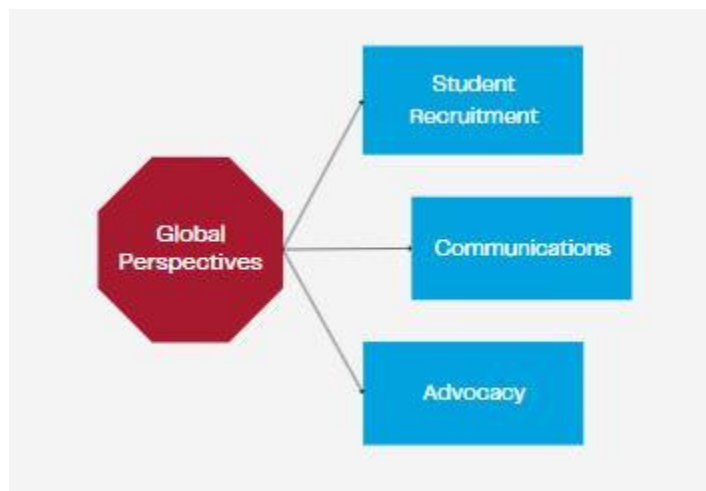 Global
Perspectives
Student
Recruitment
Communications
Advocacy